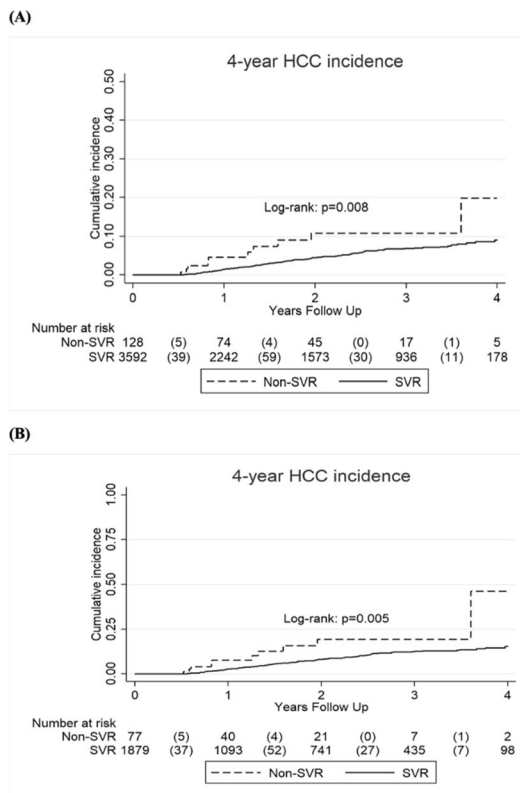 (A)
4-year HCC incidence
Cumulative incidence
0.50
0.40
0.30
0.20
0.10
0.00
Log-rank: p=0.008
0 1 2 3 4
Years Follow Up
Number at risk
Non-SVR 128 (5) 74 (4) 45 (0) 17 (1) 5
SVR 3592 (39) 2242 (59) 1573 (30) 936 (11) 178
Non-SVR SVR
(B)
4-year HCC incidence
Cumulative incidence
1.00
0.75
0.50
0.25
0.00
Log-rank: p=0.005
0 1 2 3 4
Years Follow Up
Number at risk
Non-SVR 77 (5) 40 (4) 21 (0) 7 (1) 2
SVR 1879 (37) 1093 (52) 741 (27) 435 (7) 98
Non-SVR SVR